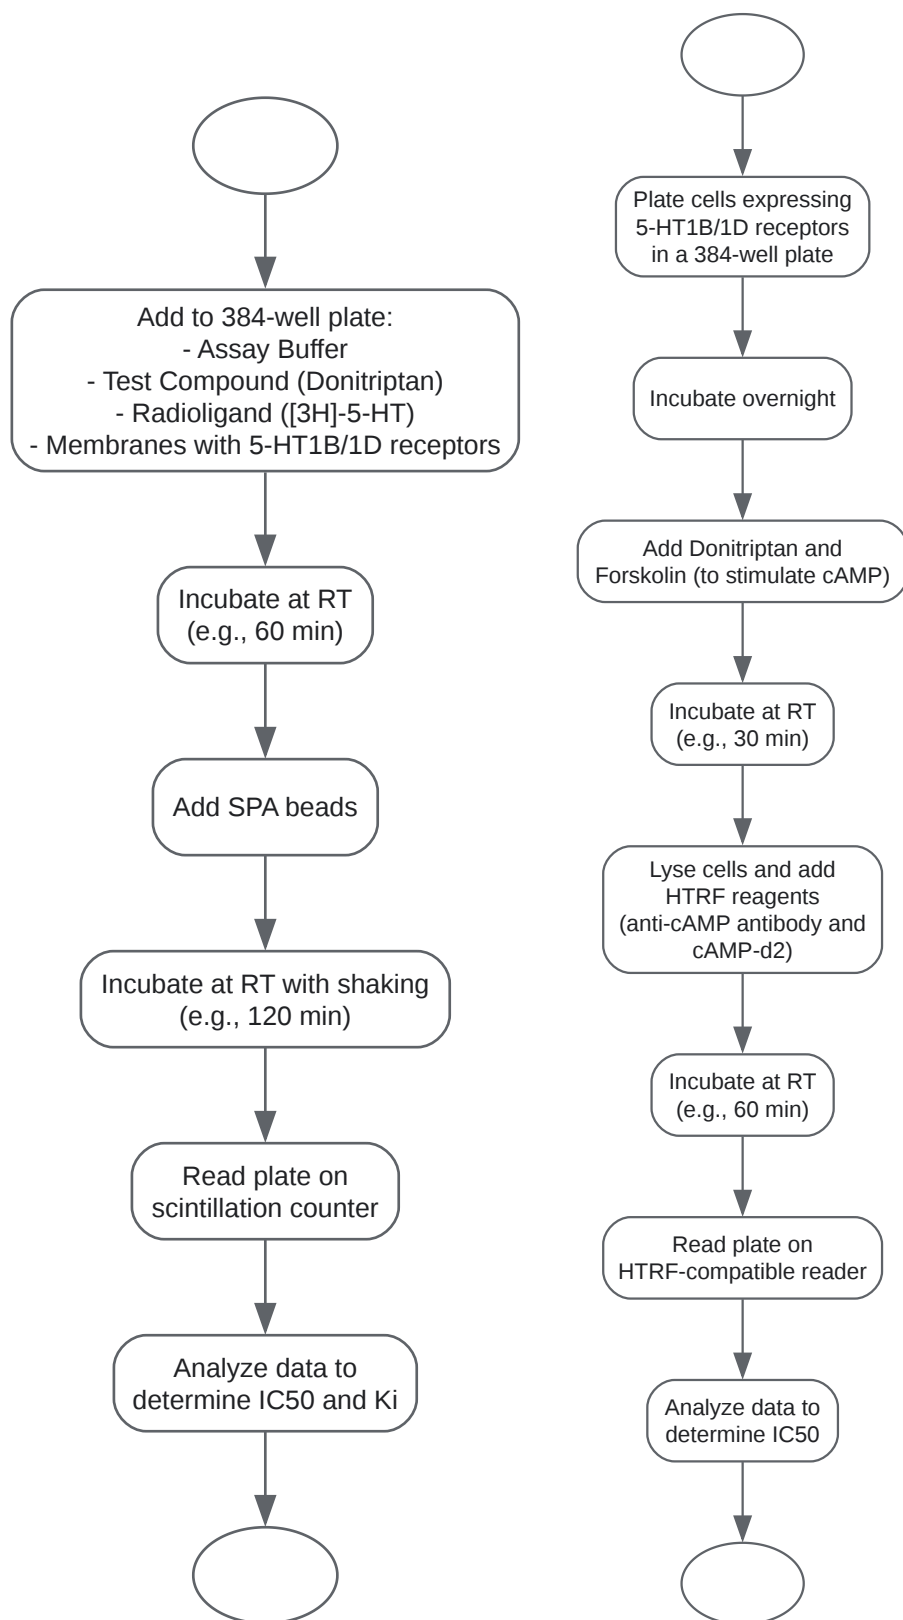 Add to 384-well plate:
- Assay Buffer
- Test Compound (Donitriptan)
- Radioligand ([3H]-5-HT)
- Membranes with 5-HT1B/1D receptors
Incubate at RT
(e.g., 60 min)
Add SPA beads
Incubate at RT with shaking
(e.g., 120 min)
Read plate on
scintillation counter
Analyze data to
determine IC50 and Ki
Plate cells expressing
5-HT1B/1D receptors
in a 384-well plate
Incubate overnight
Add Donitriptan and
Forskolin (to stimulate cAMP)
Incubate at RT
(e.g., 30 min)
Lyse cells and add
HTRF reagents
(anti-cAMP antibody and
cAMP-d2)
Incubate at RT
(e.g., 60 min)
Read plate on
HTRF-compatible reader
Analyze data to
determine IC50